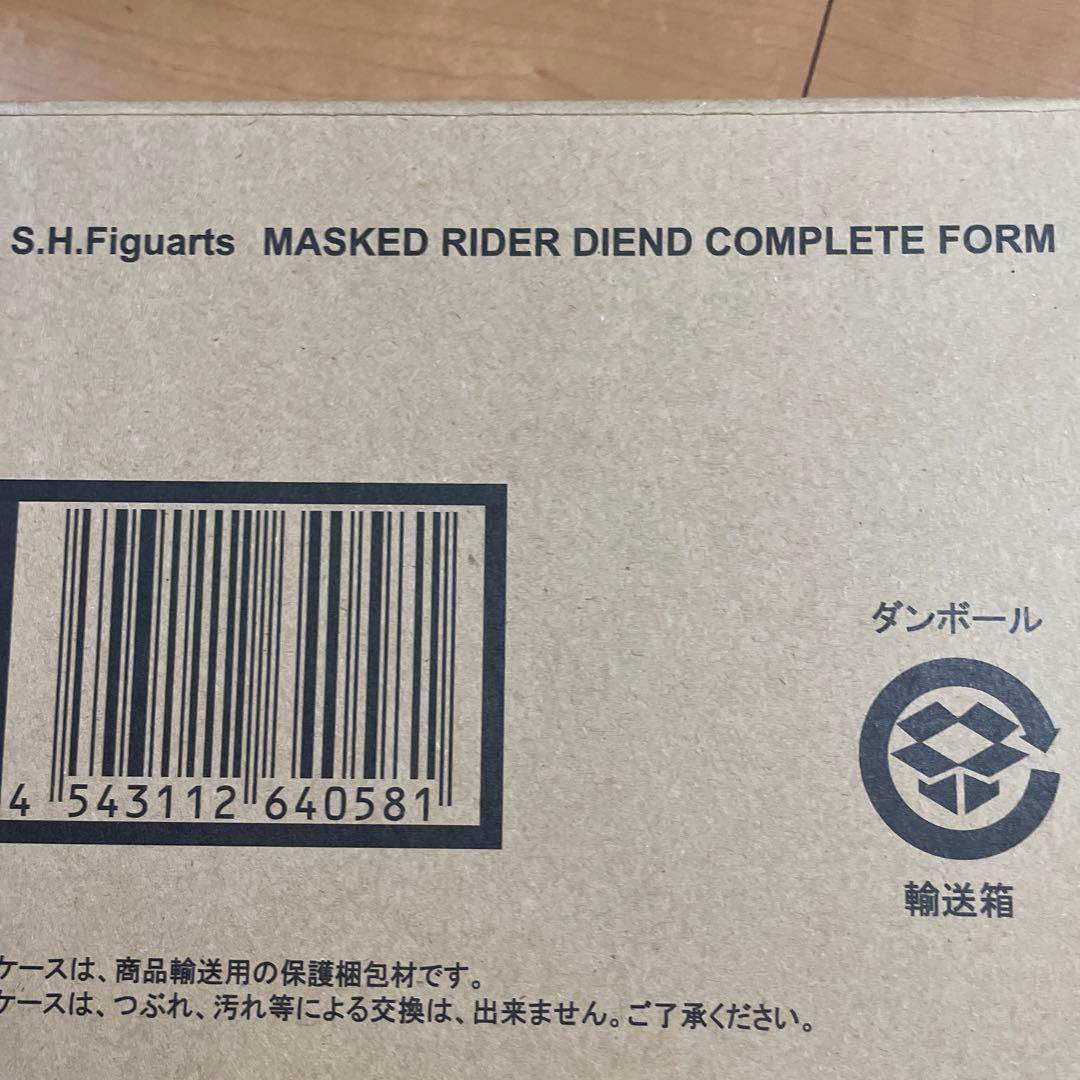 S.H.Figuarts MASKED RIDER DIEND COMPLETE FORM
4 543112 640581
ダンボール
輸送箱
ケースは、商品輸送用の保護梱包材です。
ケースは、つぶれ、汚れ等による交換は、出来ません。ご了承ください。